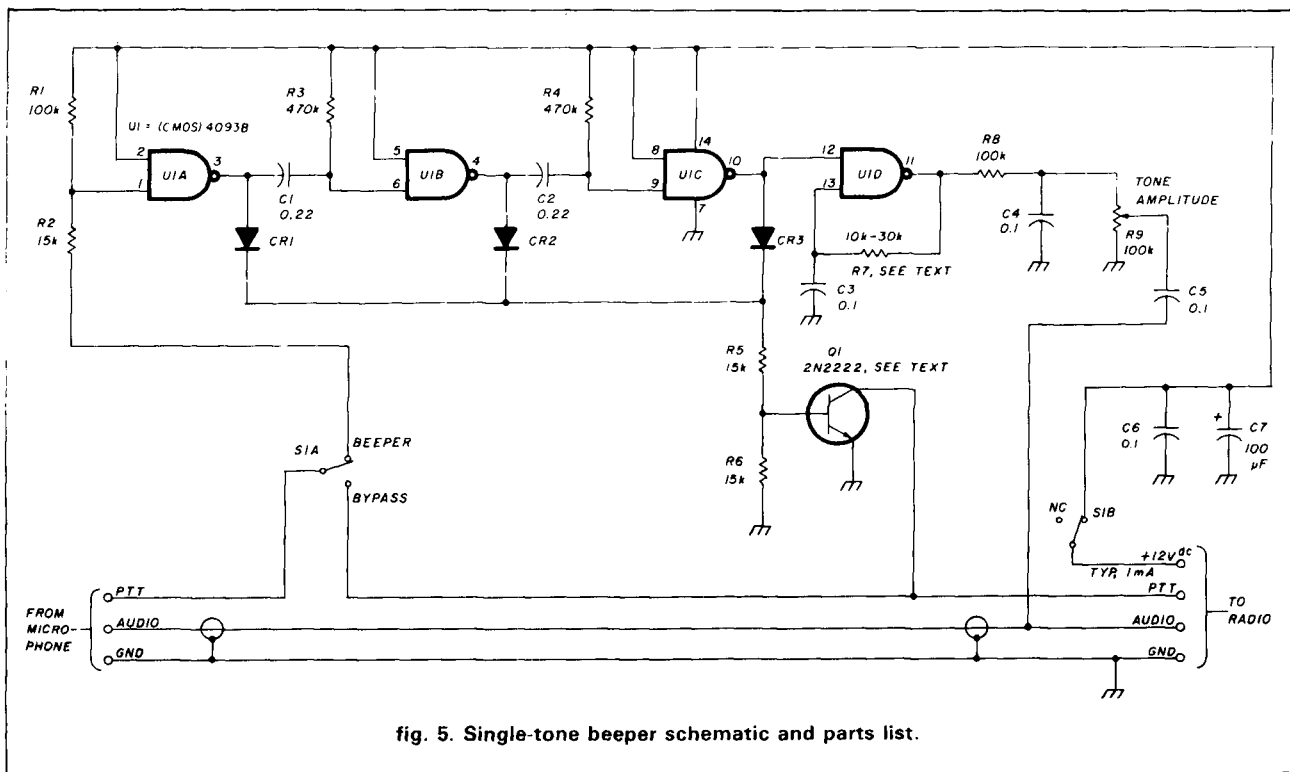 R1
100k
U1 = (CMOS) 4093B
2
1
U1A
3
R2
15k
R3
470k
C1
0.22
CR1
5
6
U1B
4
R4
470k
C2
0.22
CR2
8
9
14
U1C
10
7
CR3
12
13
U1D
11
10k-30k
R7, SEE TEXT
C3
0.1
R8
100k
C4
0.1
TONE
AMPLITUDE
R9
100k
C5
0.1
R5
15k
Q1
2N2222, SEE TEXT
R6
15k
S1A
BEEPER
BYPASS
C6
0.1
+
C7
100
µF
NC
S1B
+12V dc
TYP, 1mA
FROM
MICRO-
PHONE
PTT
AUDIO
GND
PTT
AUDIO
GND
TO
RADIO
fig. 5. Single-tone beeper schematic and parts list.